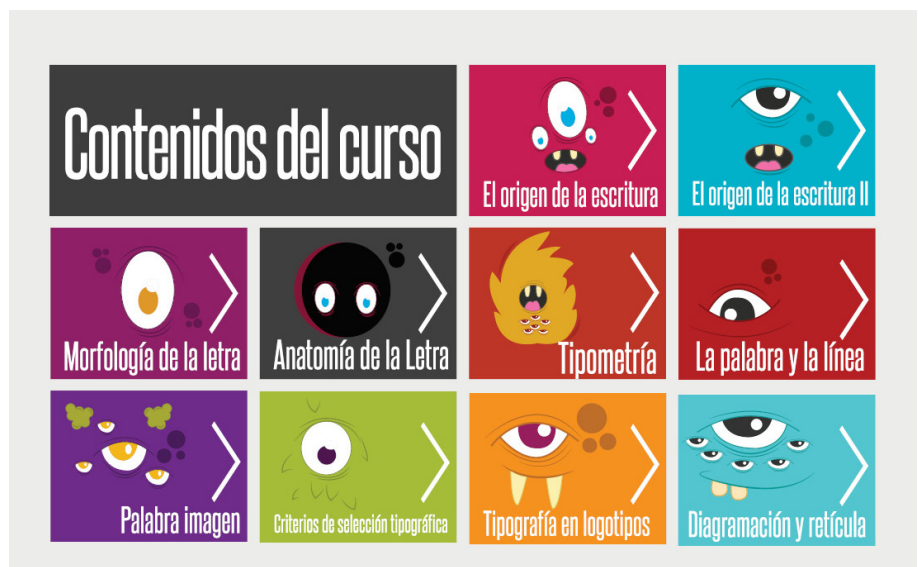 Contenidos del curso
El origen de la escritura
El origen de la escritura II
Morfología de la letra
Anatomía de la Letra
Tipometría
La palabra y la línea
Palabra imagen
Criterios de selección tipográfica
Tipografía en logotipos
Diagramación y retícula